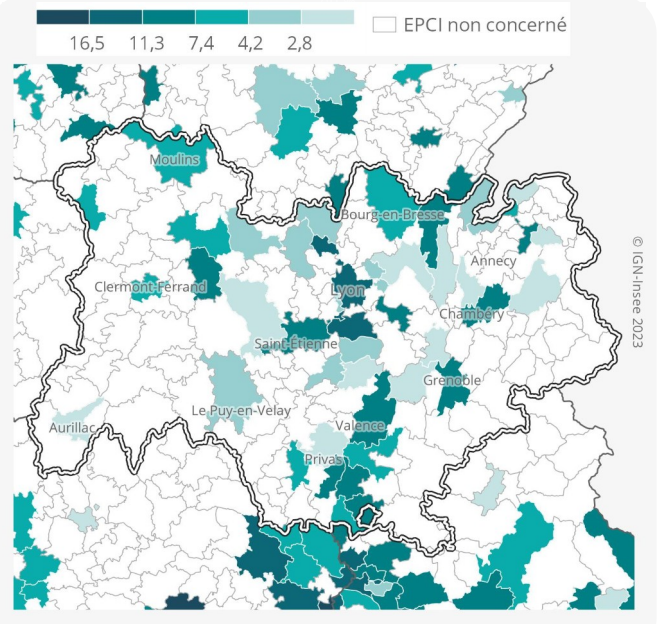 EPCI non concerné
16,5 11,3 7,4 4,2 2,8
Moulins
Bourg-en-Bresse
Annecy
Clermont-Ferrand
Lyon
Chambéry
Saint-Étienne
Grenoble
Le Puy-en-Velay
Aurillac
Valence
Privas
© IGN-Insee 2023